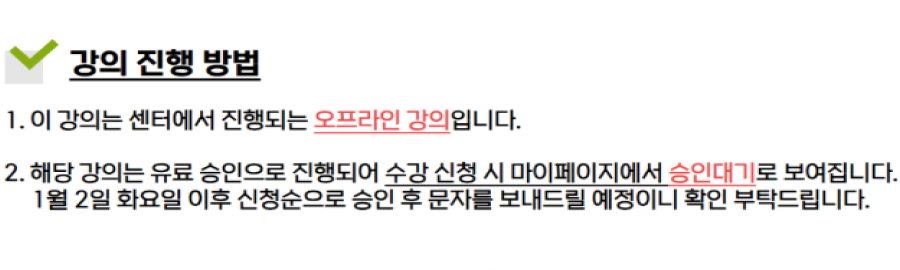 강의 진행 방법
1. 이 강의는 센터에서 진행되는 오프라인 강의입니다.
2. 해당 강의는 유료 승인으로 진행되어 수강 신청 시 마이페이지에서 승인대기로 보여집니다.
1월 2일 화요일 이후 신청순으로 승인 후 문자를 보내드릴 예정이니 확인 부탁드립니다.